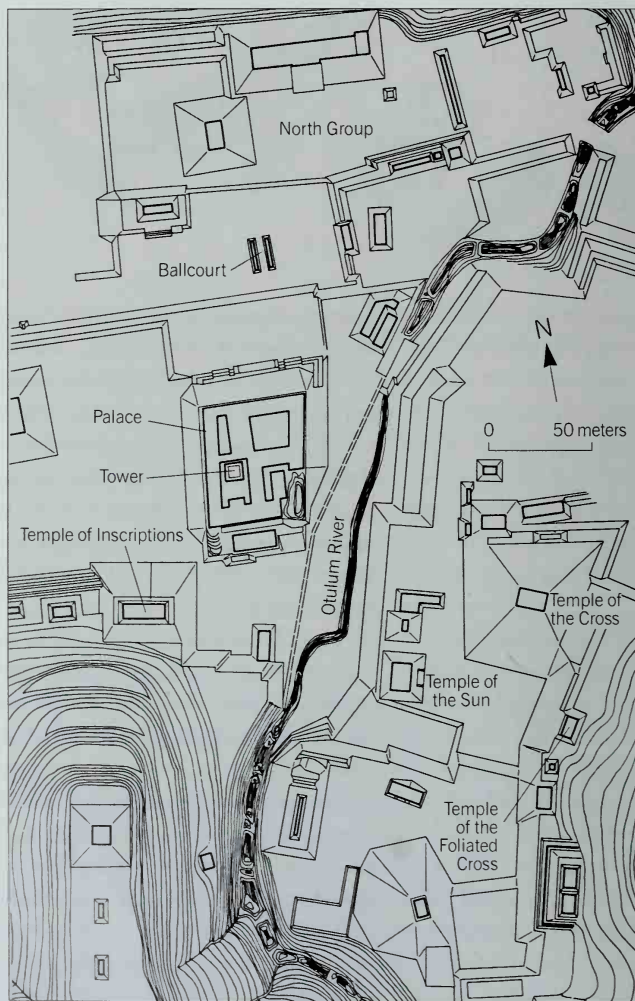 North Group
Ballcourt
N
0 50 meters
Palace
Tower
Temple of Inscriptions
Otulum River
Temple of
the Cross
Temple of
the Sun
Temple
of the
Foliated
Cross